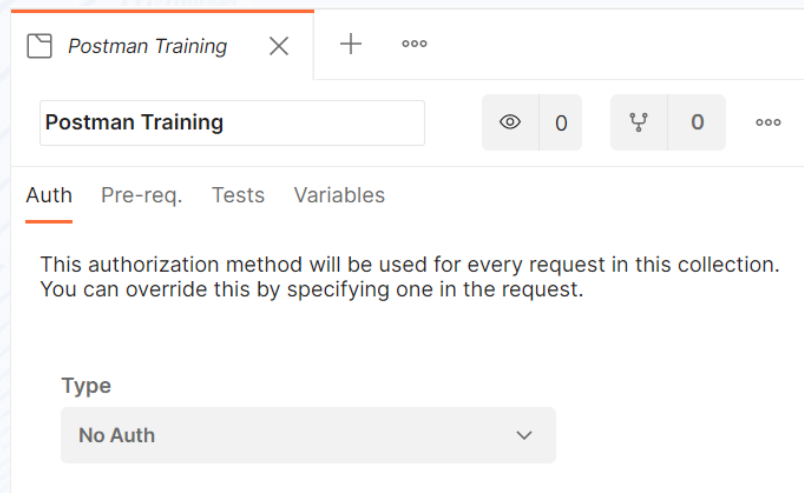 Postman Training
Postman Training 0 0
Auth Pre-req. Tests Variables
This authorization method will be used for every request in this collection.
You can override this by specifying one in the request.
Type
No Auth